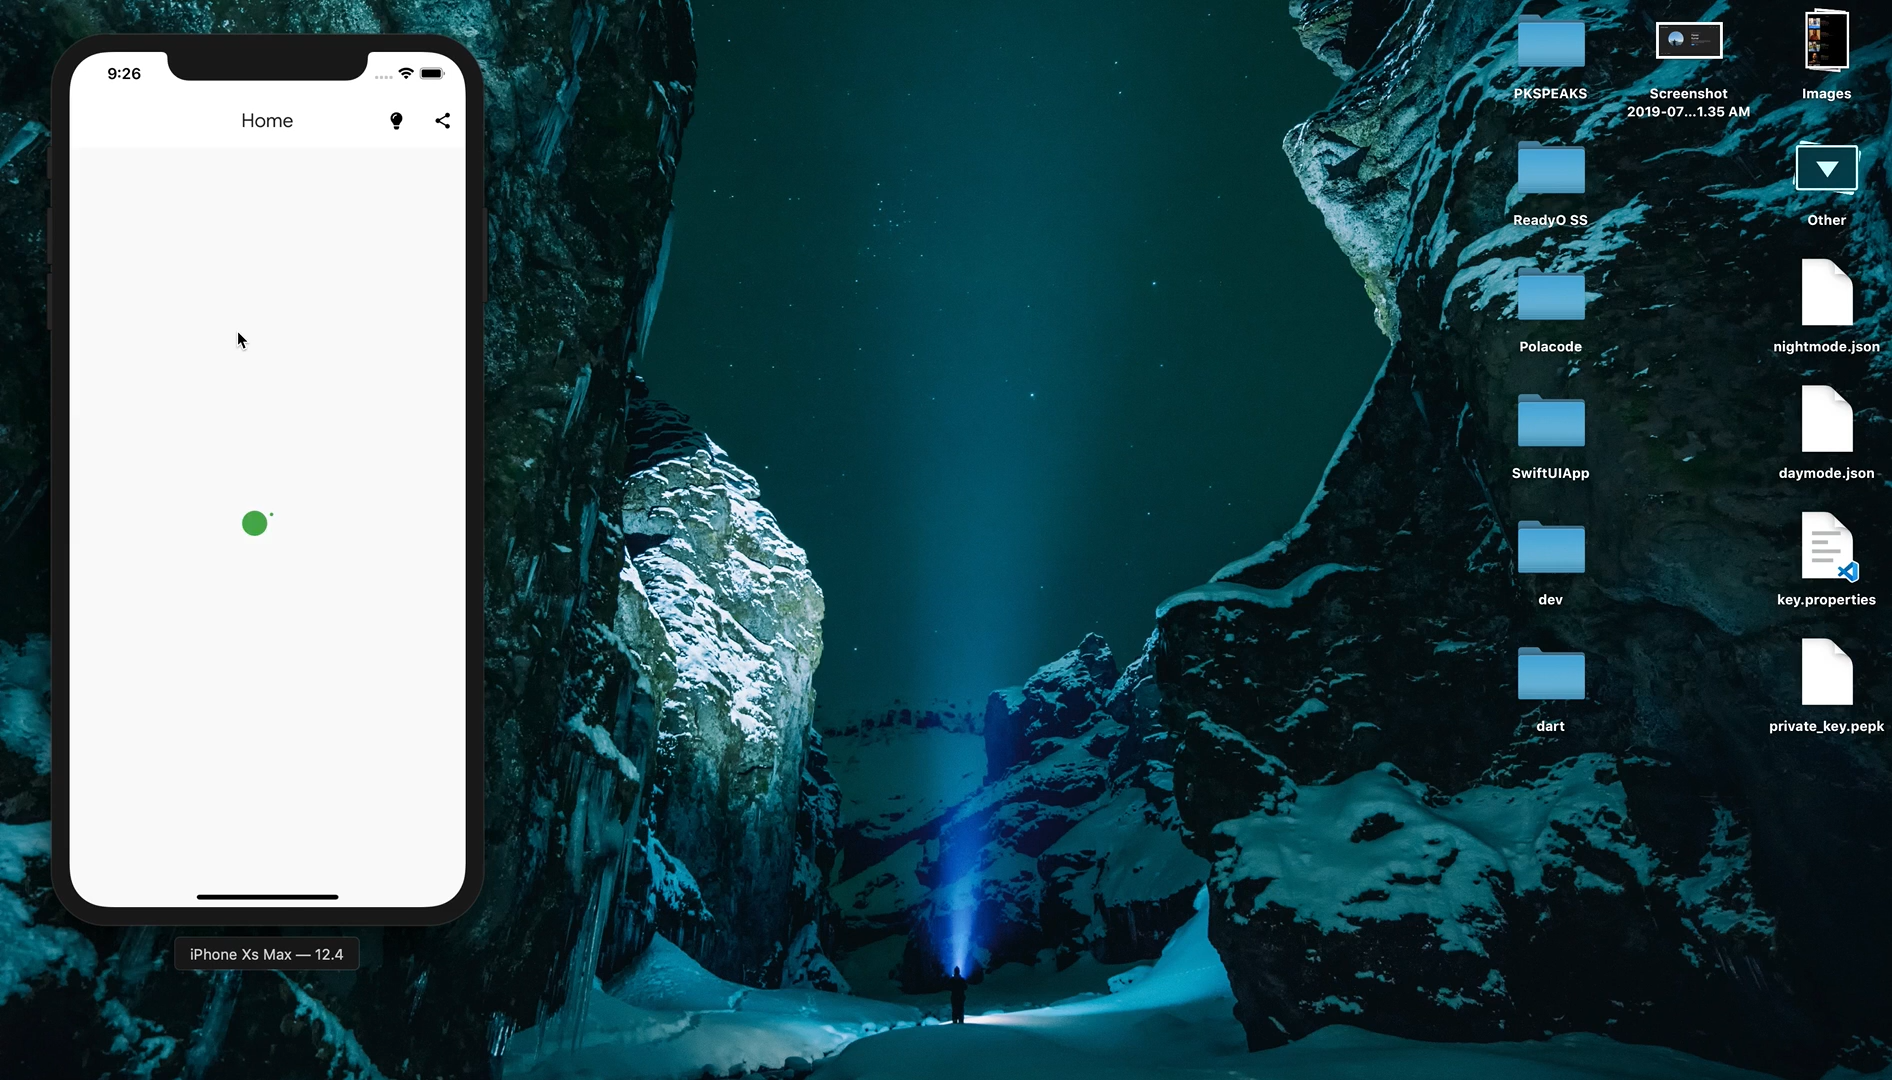 9:26
Home
iPhone Xs Max — 12.4
PKSPEAKS
Screenshot
2019-07...1.35 AM
Images
ReadyO SS
Other
Polacode
nightmode.json
SwiftUIApp
daymode.json
dev
key.properties
dart
private_key.pepk